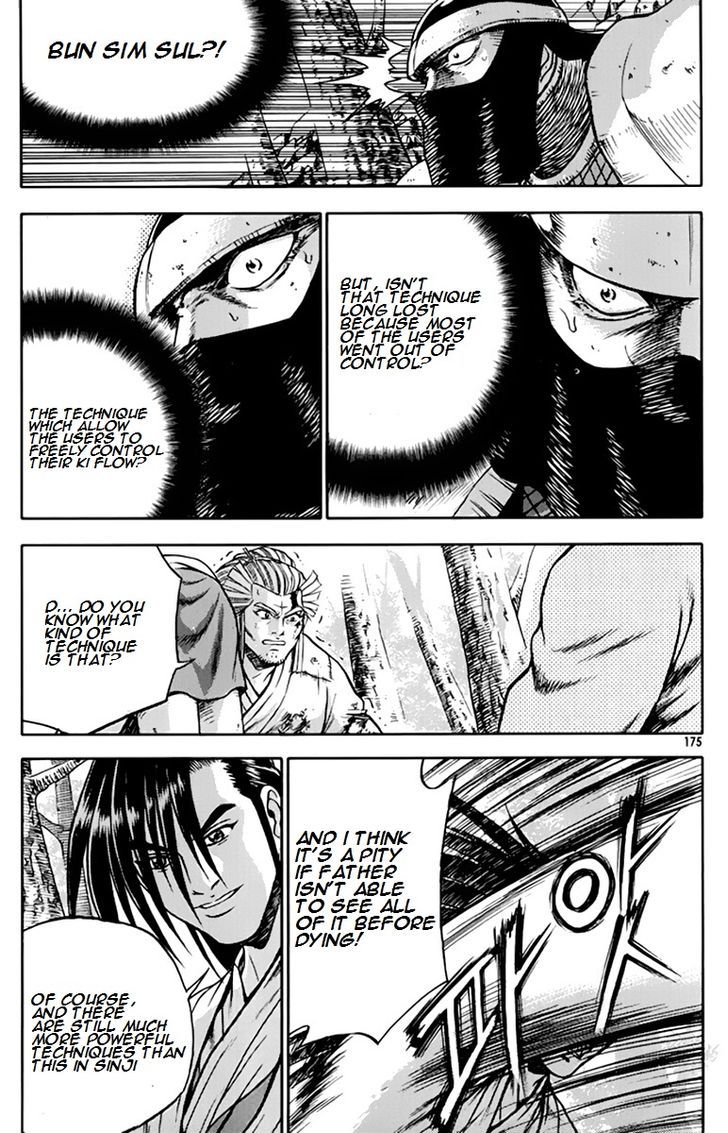 BUN SIM SUL?!
THE TECHNIQUE
WHICH ALLOW
THE USERS TO
FREELY CONTROL
THEIR KI FLOW?
BUT, ISN'T
THAT TECHNIQUE
LONG LOST
BECAUSE MOST
OF THE USERS
WENT OUT OF
CONTROL?
D... DO YOU
KNOW WHAT
KIND OF
TECHNIQUE
IS THAT?
175
OF COURSE,
AND THERE
ARE STILL MUCH
MORE POWERFUL
TECHNIQUES THAN
THIS IN SINJI
AND I THINK
IT'S A PITY
IF FATHER
ISN'T ABLE
TO SEE ALL
OF IT BEFORE
DYING!